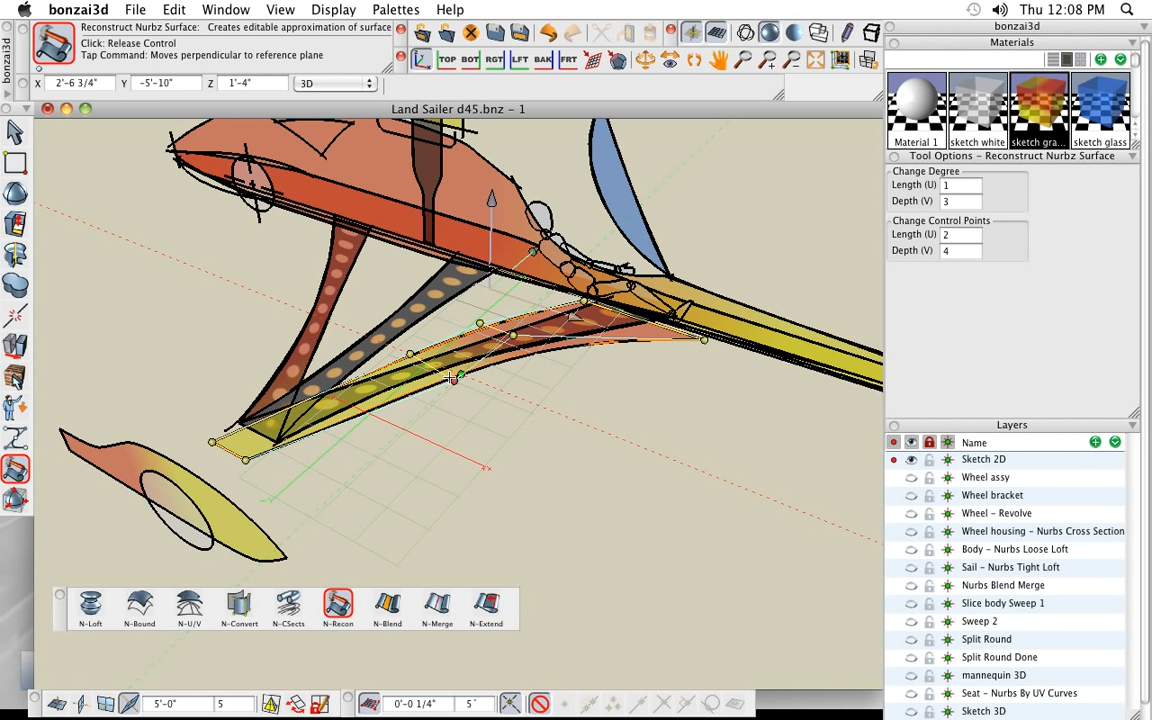 bonzai3d File Edit Window View Display Palettes Help Thu 12:08 PM
bonzai3d
Reconstruct Nurbz Surface: Creates editable approximation of surface
Click: Release Control
Tap Command: Moves perpendicular to reference plane
X 2'-6 3/4" Y -5'-10" Z 1'-4" 3D
TOP BOT RGT LFT BAK FRT
Land Sailer d45.bnz - 1
bonzai3d
Materials
Material 1 sketch white sketch gra... sketch glass
Tool Options - Reconstruct Nurbz Surface
Change Degree
Length (U) 1
Depth (V) 3
Change Control Points
Length (U) 2
Depth (V) 4
Layers
Name
Sketch 2D
Wheel assy
Wheel bracket
Wheel - Revolve
Wheel housing - Nurbs Cross Section
Body - Nurbs Loose Loft
Sail - Nurbs Tight Loft
Nurbs Blend Merge
Slice body Sweep 1
Sweep 2
Split Round
Split Round Done
mannequin 3D
Seat - Nurbs By UV Curves
Sketch 3D
N-Loft N-Bound N-U/V N-Convert N-CSects N-Recon N-Blend N-Merge N-Extend
5'-0" 5 0'-0 1/4" 5°